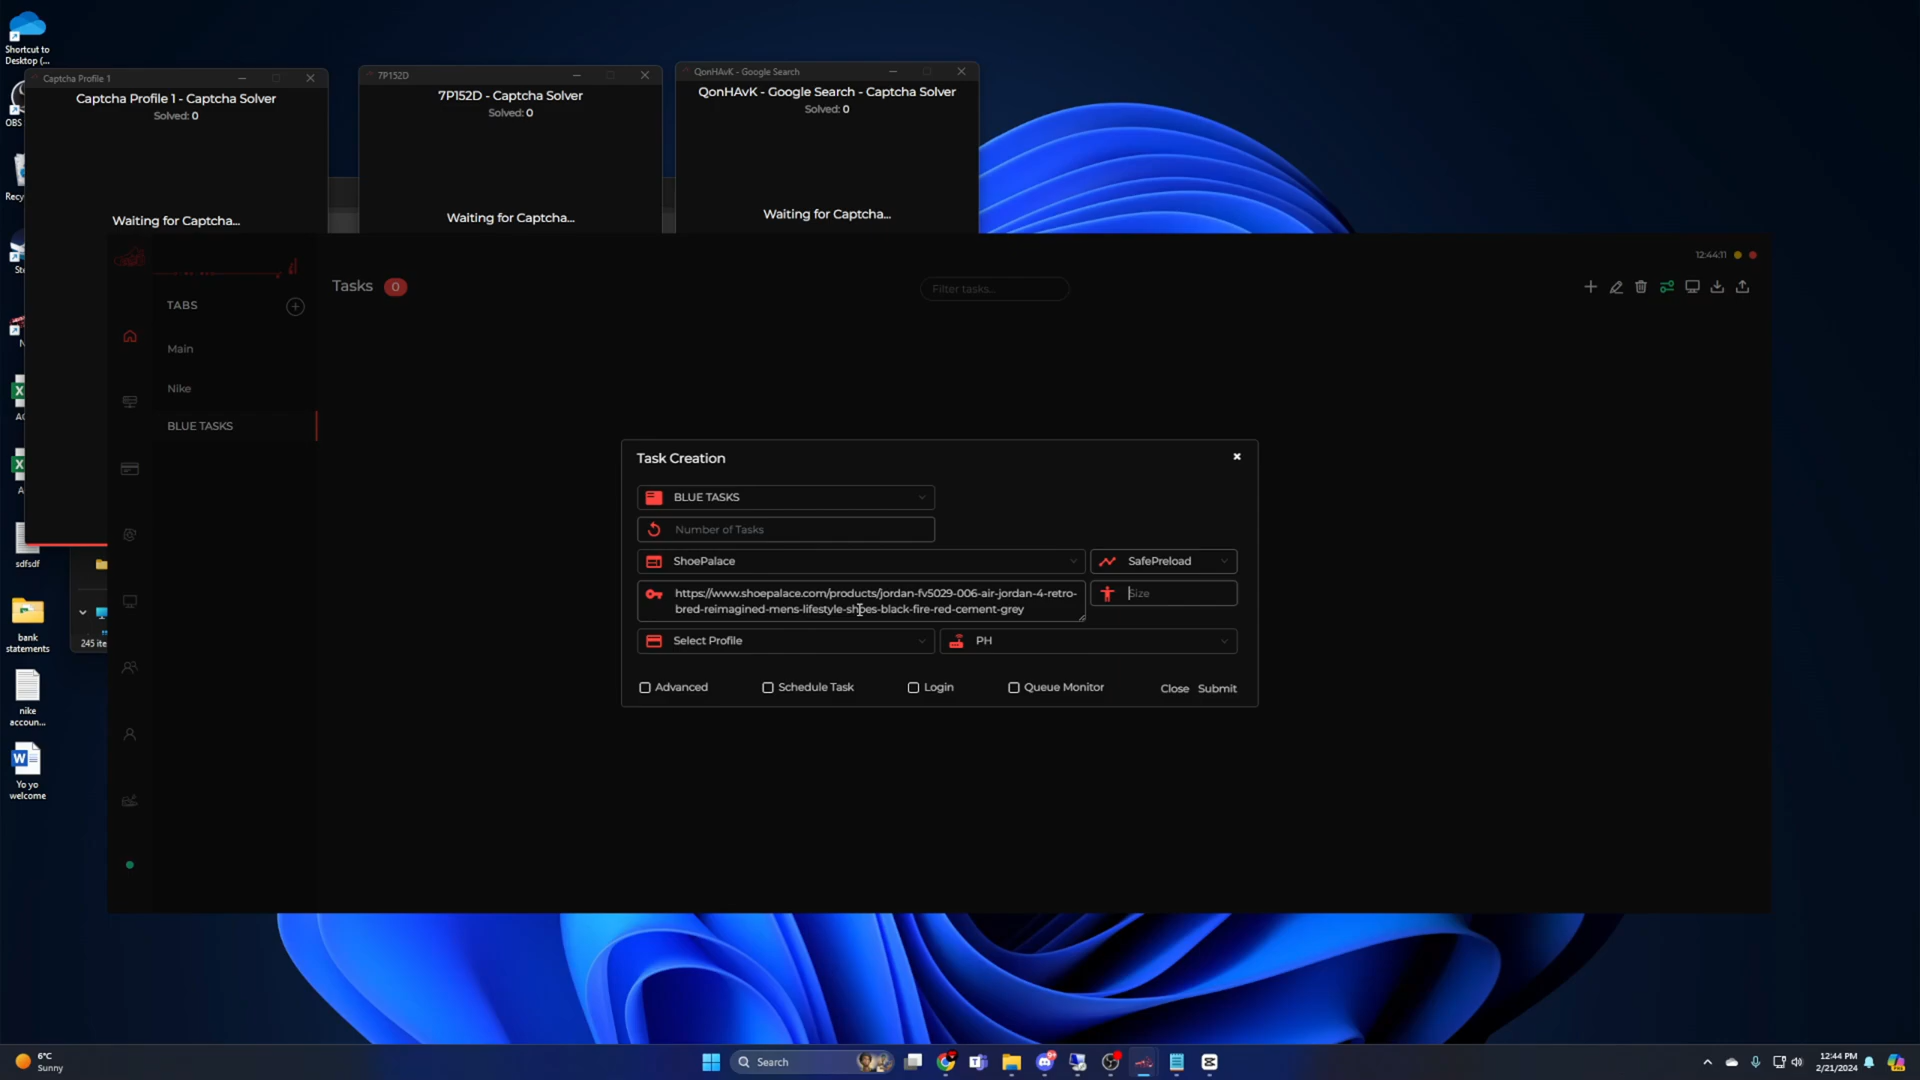 Shortcut to
Desktop (...
OBS
Recy
Ste
N
AC
A
sdfsdf
bank
statements
nike
accoun...
Yo yo
welcome
Captcha Profile 1
Captcha Profile 1 - Captcha Solver
Solved: 0
Waiting for Captcha...
7P152D
7P152D - Captcha Solver
Solved: 0
Waiting for Captcha...
QonHAvK - Google Search
QonHAvK - Google Search - Captcha Solver
Solved: 0
Waiting for Captcha...
245 ite
12:44:11
TABS
Main
Nike
BLUE TASKS
Tasks 0
Filter tasks...
Task Creation
BLUE TASKS
Number of Tasks
ShoePalace
SafePreload
https://www.shoepalace.com/products/jordan-fv5029-006-air-jordan-4-retro-
bred-reimagined-mens-lifestyle-shoes-black-fire-red-cement-grey
Size
Select Profile
PH
Advanced
Schedule Task
Login
Queue Monitor
Close
Submit
6°C
Sunny
Search
12:44 PM
2/21/2024